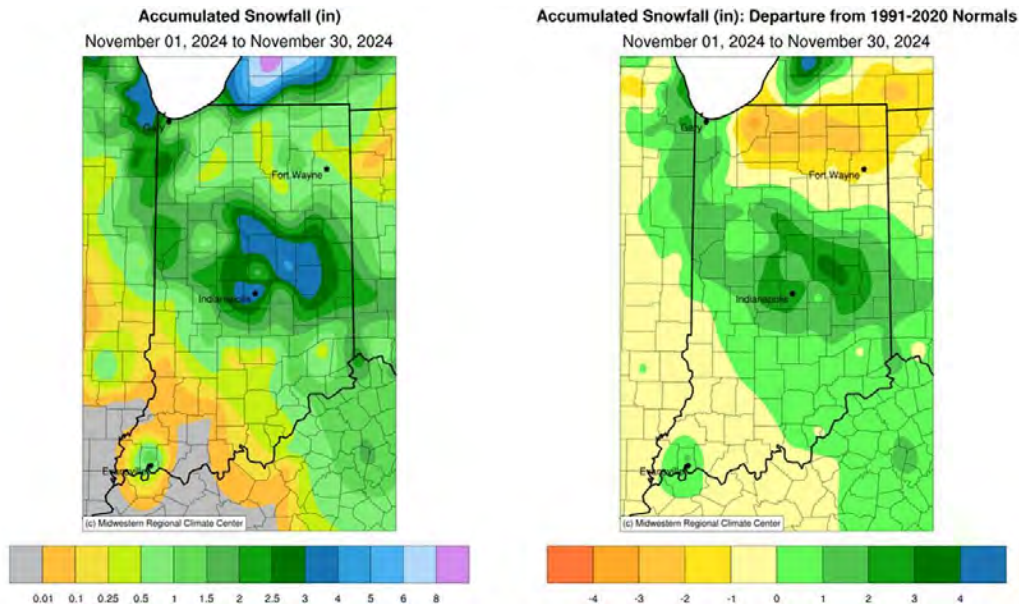 Accumulated Snowfall (in)
November 01, 2024 to November 30, 2024
Gary
Fort Wayne
Indianapolis
Evansville
(c) Midwestern Regional Climate Center
0.01 0.1 0.25 0.5 1 1.5 2 2.5 3 4 5 6 8
Accumulated Snowfall (in): Departure from 1991-2020 Normals
November 01, 2024 to November 30, 2024
Gary
Fort Wayne
Indianapolis
Evansville
(c) Midwestern Regional Climate Center
-4 -3 -2 -1 0 1 2 3 4